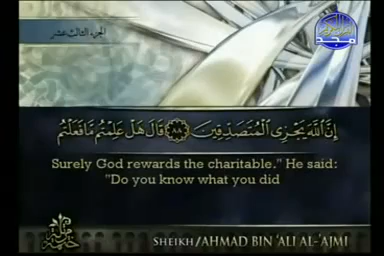 الجزء الثالث عشر
المجد
إِنَّ ٱللَّهَ يَجْزِى ٱلْمُتَصَدِّقِينَ ٨٨ قَالَ هَلْ عَلِمْتُم مَّا فَعَلْتُم
Surely God rewards the charitable." He said:
"Do you know what you did
SHEIKH/AHMAD BIN 'ALI AL-'AJMI